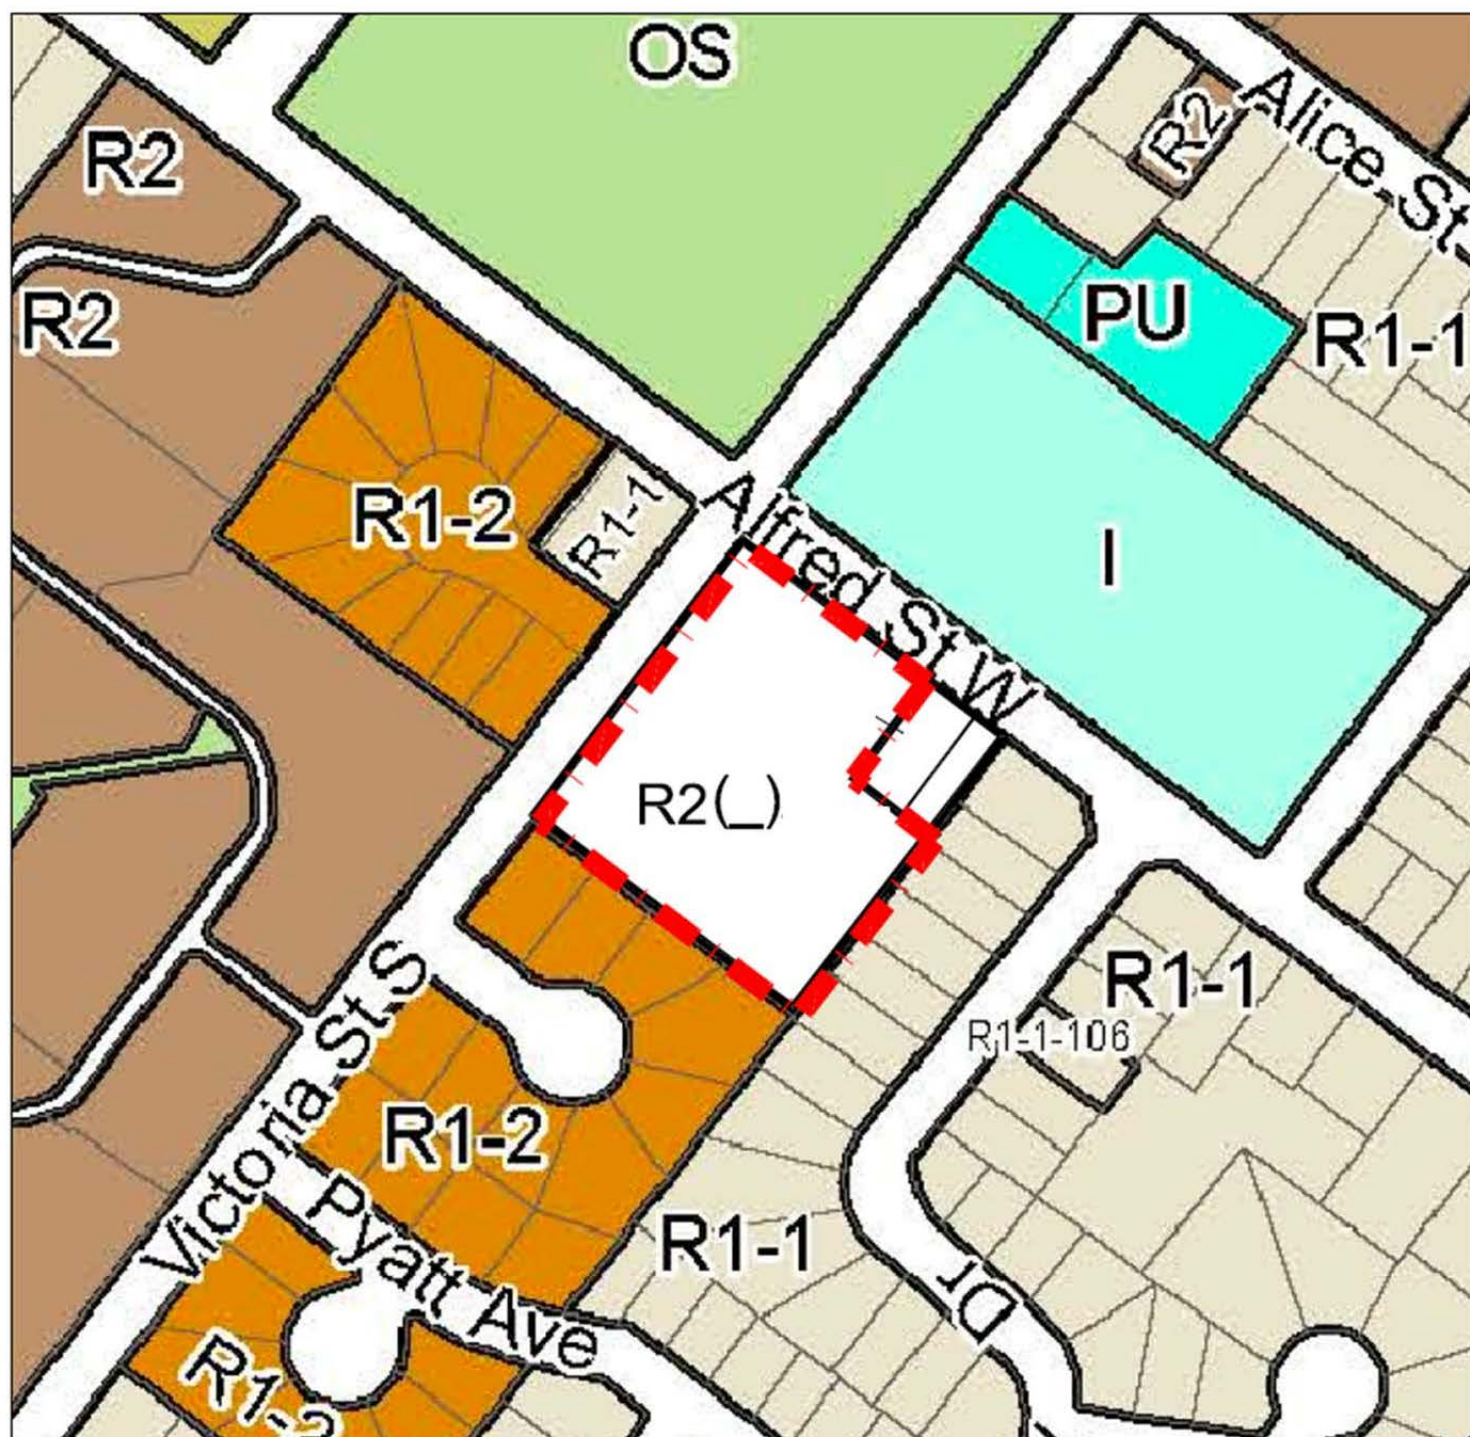 OS
R2
R2
Alice St
R2
PU
R1-1
R1-2
R1-1
I
Alfred St W
R2(_)
R1-1
R1-1-106
Victoria St S
R1-2
Pyatt Ave
R1-1
Dr
R1-2